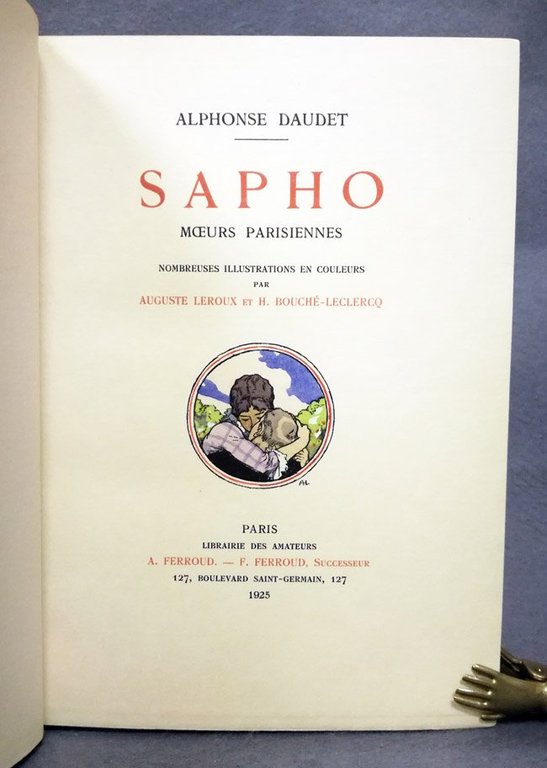 ALPHONSE DAUDET
SAPHO
MŒURS PARISIENNES
NOMBREUSES ILLUSTRATIONS EN COULEURS
PAR
AUGUSTE LEROUX ET H. BOUCHÉ-LECLERCQ
AL
PARIS
LIBRAIRIE DES AMATEURS
A. FERROUD. — F. FERROUD, SUCCESSEUR
127, BOULEVARD SAINT-GERMAIN, 127
1925